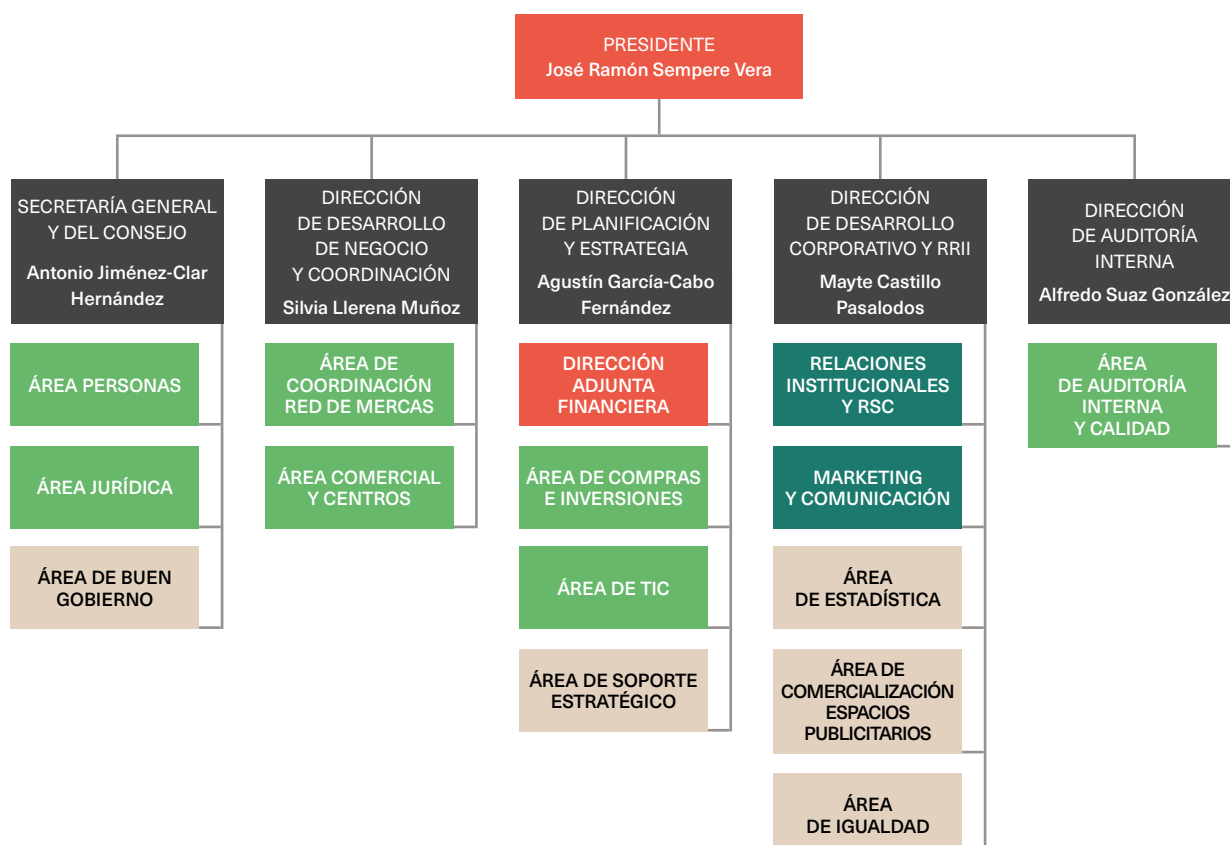 PRESIDENTE
José Ramón Sempere Vera
SECRETARÍA GENERAL
Y DEL CONSEJO
Antonio Jiménez-Clar
Hernández
DIRECCIÓN
DE DESARROLLO
DE NEGOCIO
Y COORDINACIÓN
Silvia Llerena Muñoz
DIRECCIÓN
DE PLANIFICACIÓN
Y ESTRATEGIA
Agustín García-Cabo
Fernández
DIRECCIÓN
DE DESARROLLO
CORPORATIVO Y RRII
Mayte Castillo
Pasalodos
DIRECCIÓN
DE AUDITORÍA
INTERNA
Alfredo Suaz González
ÁREA PERSONAS
ÁREA JURÍDICA
ÁREA DE BUEN
GOBIERNO
ÁREA DE
COORDINACIÓN
RED DE MERCAS
ÁREA COMERCIAL
Y CENTROS
DIRECCIÓN
ADJUNTA
FINANCIERA
ÁREA DE COMPRAS
E INVERSIONES
ÁREA DE TIC
ÁREA DE SOPORTE
ESTRATÉGICO
RELACIONES
INSTITUCIONALES
Y RSC
MARKETING
Y COMUNICACIÓN
ÁREA
DE ESTADÍSTICA
ÁREA DE
COMERCIALIZACIÓN
ESPACIOS
PUBLICITARIOS
ÁREA
DE IGUALDAD
ÁREA
DE AUDITORÍA
INTERNA
Y CALIDAD